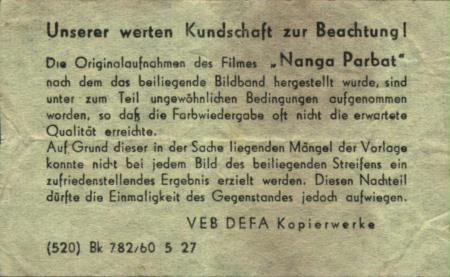 Unserer werten Kundschaft zur Beachtung!
Die Originalaufnahmen des Filmes „Nanga Parbat“
nach dem das beiliegende Bildband hergestellt wurde, sind
unter zum Teil ungewöhnlichen Bedingungen aufgenommen
worden, so daß die Farbwiedergabe oft nicht die erwartete
Qualität erreichte.
Auf Grund dieser in der Sache liegenden Mängel der Vorlage
konnte nicht bei jedem Bild des beiliegenden Streifens ein
zufriedenstellendes Ergebnis erzielt werden. Diesen Nachteil
dürfte die Einmaligkeit des Gegenstandes jedoch aufwiegen.
VEB DEFA Kopierwerke
(520) Bk 782/60 5 27